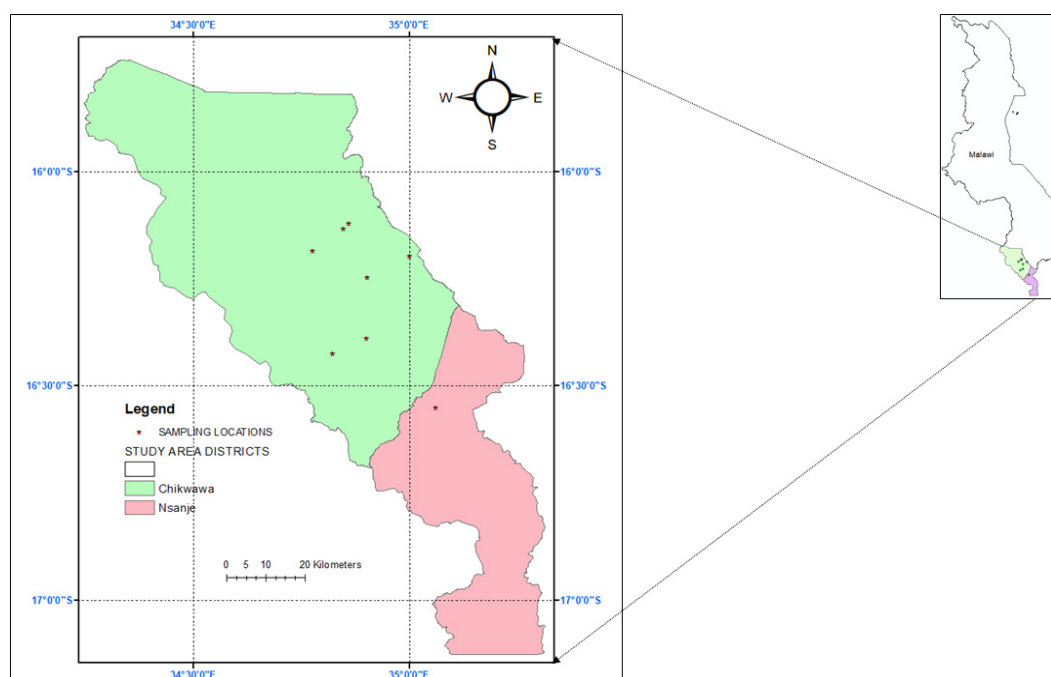 34°30'0"E 35°0'0"E
N
W E
S
16°0'0"S 16°0'0"S
Malawi
16°30'0"S 16°30'0"S
Legend
SAMPLING LOCATIONS
STUDY AREA DISTRICTS
Chikwawa
Nsanje
0 5 10 20 Kilometers
17°0'0"S 17°0'0"S
34°30'0"E 35°0'0"E